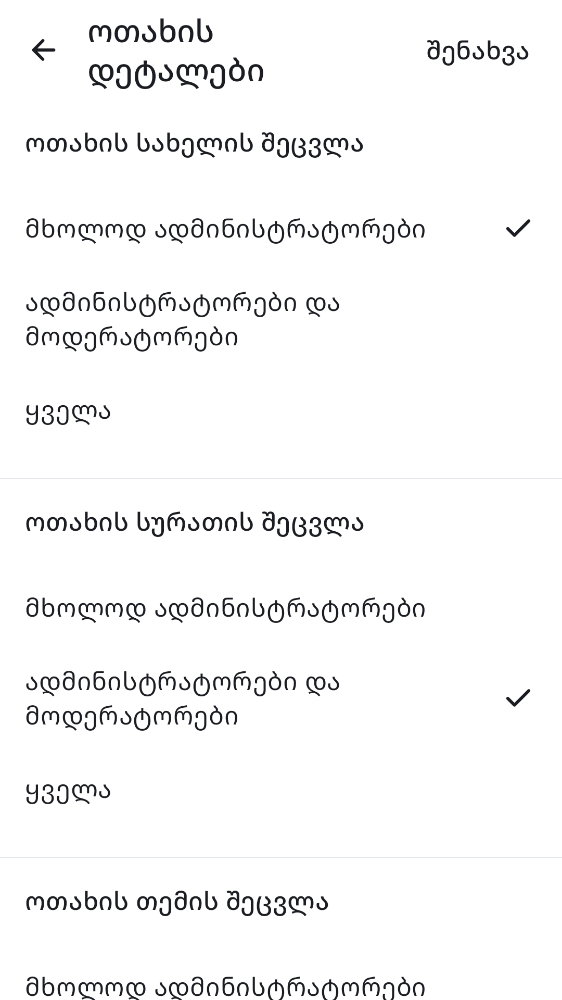 ოთახის
დეტალები
შენახვა
ოთახის სახელის შეცვლა
მხოლოდ ადმინისტრატორები
ადმინისტრატორები და
მოდერატორები
ყველა
ოთახის სურათის შეცვლა
მხოლოდ ადმინისტრატორები
ადმინისტრატორები და
მოდერატორები
ყველა
ოთახის თემის შეცვლა
მხოლოდ ადმინისტრატორები